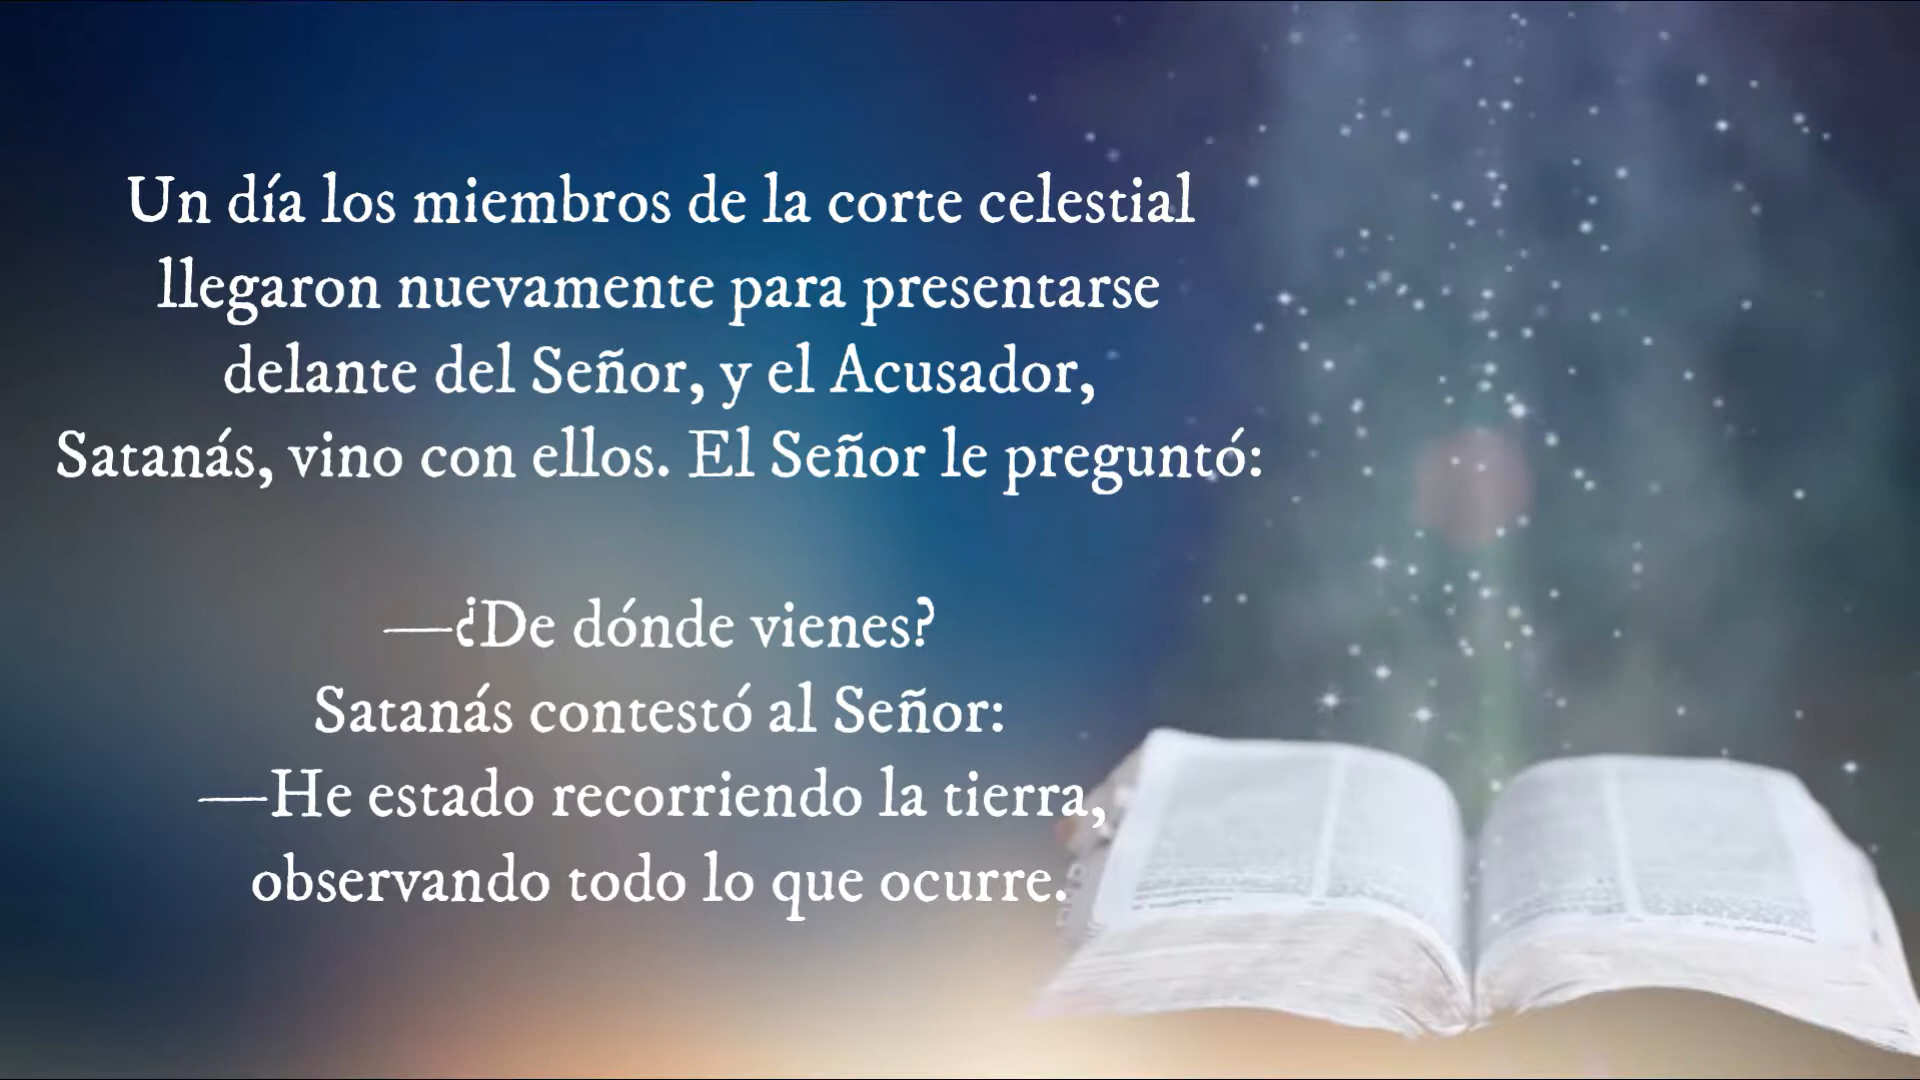 Un día los miembros de la corte celestial
llegaron nuevamente para presentarse
delante del Señor, y el Acusador,
Satanás, vino con ellos. El Señor le preguntó:
—¿De dónde vienes?
Satanás contestó al Señor:
—He estado recorriendo la tierra,
observando todo lo que ocurre.